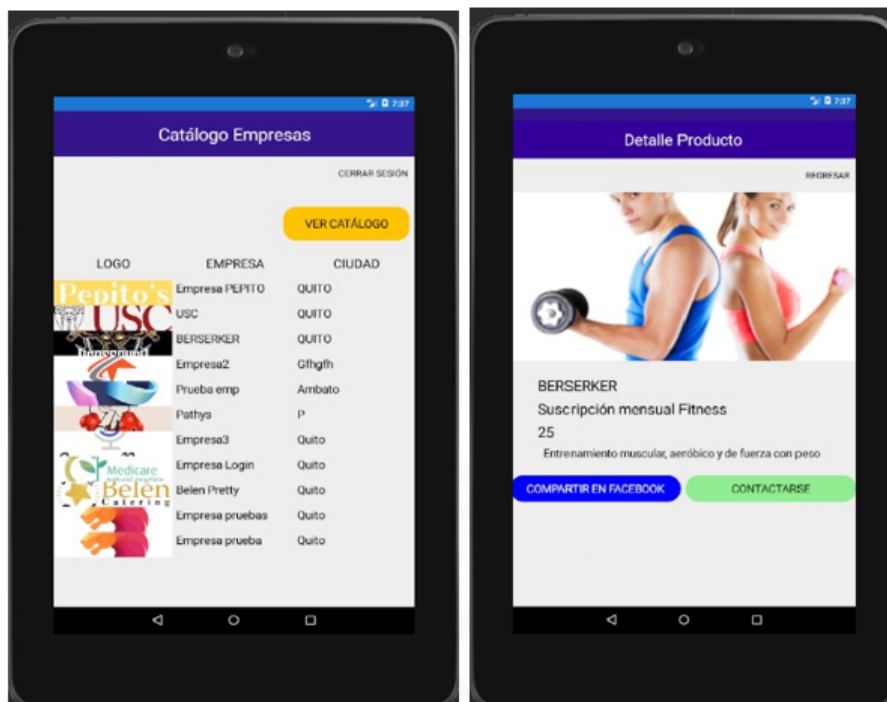 7:37
Catálogo Empresas
CERRAR SESIÓN
VER CATÁLOGO
LOGO EMPRESA CIUDAD
Pepito's Empresa PEPITO QUITO
USC USC QUITO
BERSERKER QUITO
Empresa2 Gfhgfh
Prueba emp Ambato
Pathys P
Empresa3 Quito
Medicare Empresa Login Quito
Belén Belen Pretty Quito
Catering
Empresa pruebas Quito
Empresa prueba Quito
7:37
Detalle Producto
REGRESAR
BERSERKER
Suscripción mensual Fitness
25
Entrenamiento muscular, aeróbico y de fuerza con peso
COMPARTIR EN FACEBOOK CONTACTARSE